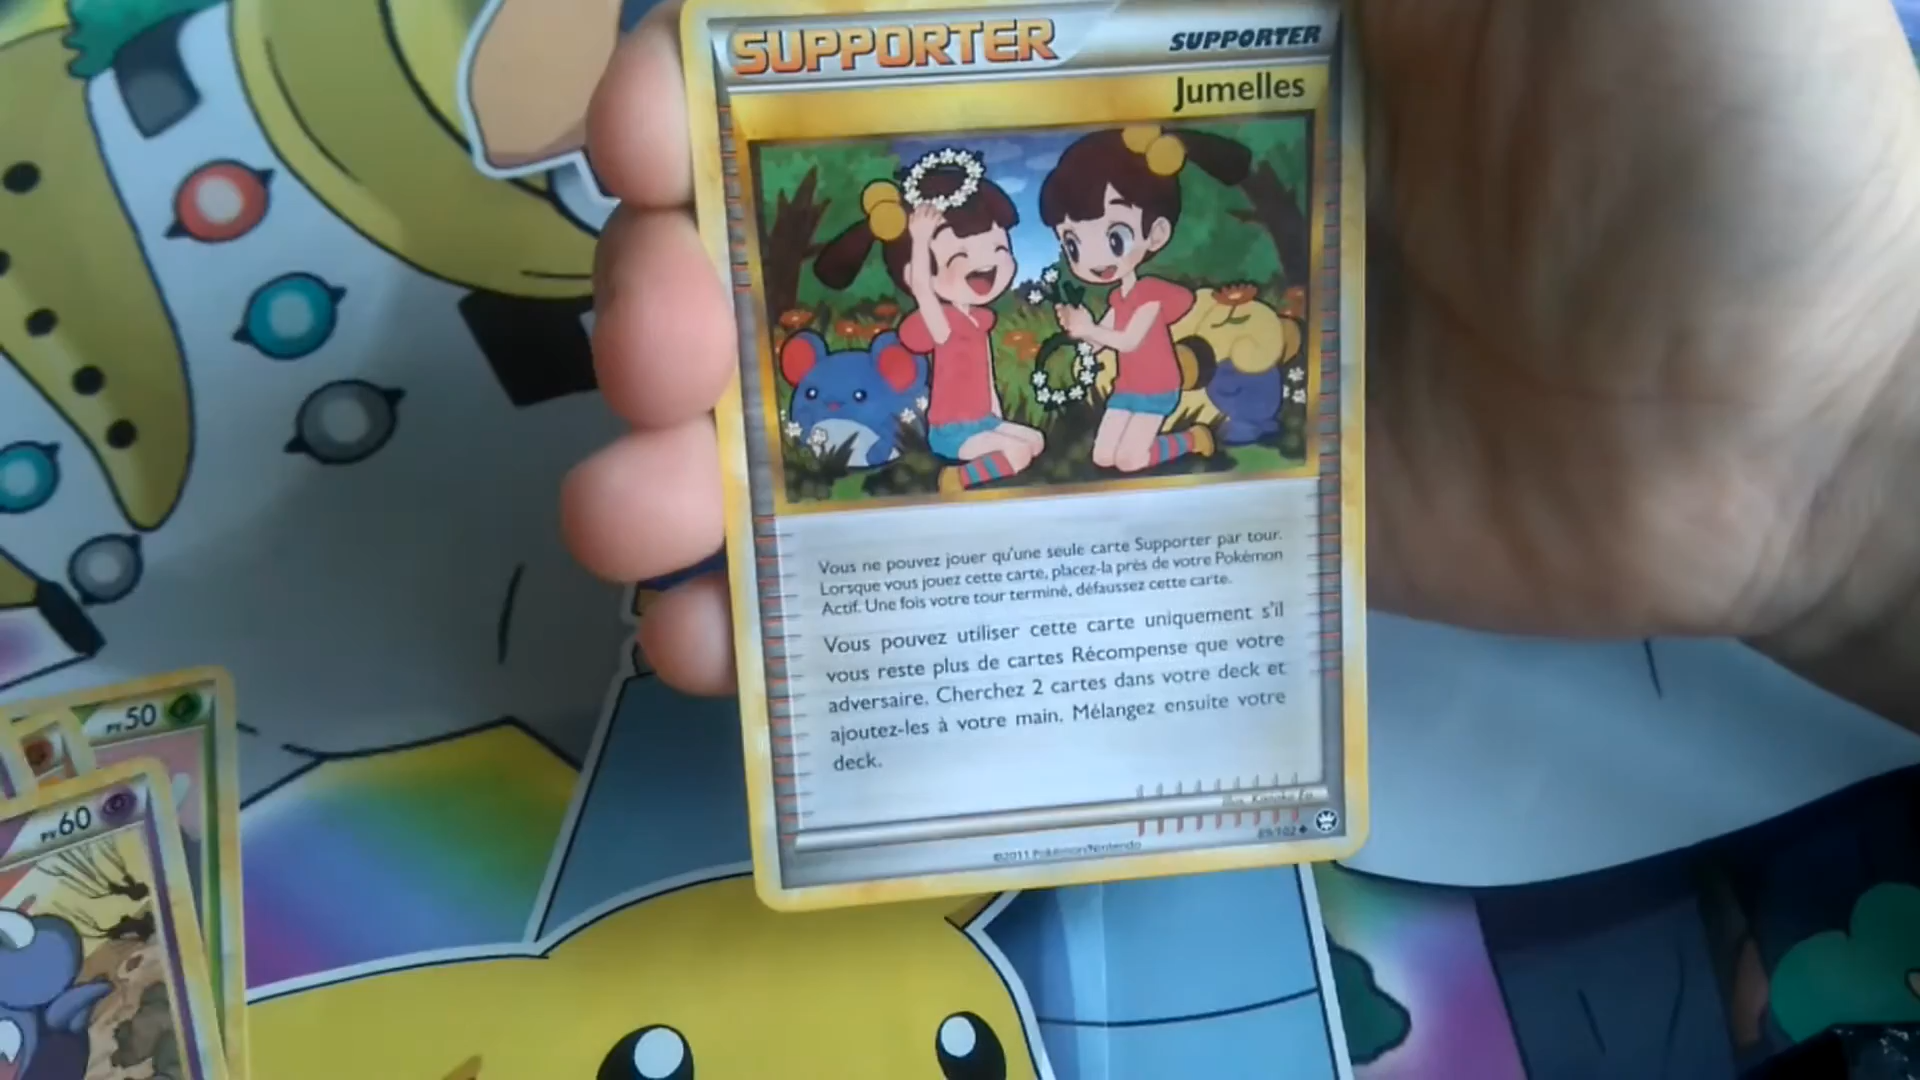 SUPPORTER SUPPORTER
Jumelles
Vous ne pouvez jouer qu'une seule carte Supporter par tour.
Lorsque vous jouez cette carte, placez-la près de votre Pokémon
Actif. Une fois votre tour terminé, défaussez cette carte.
Vous pouvez utiliser cette carte uniquement s'il
vous reste plus de cartes Récompense que votre
adversaire. Cherchez 2 cartes dans votre deck et
ajoutez-les à votre main. Mélangez ensuite votre
deck.
Illus.
89/102
©2011 Pokémon/Nintendo
PV 50
PV 60